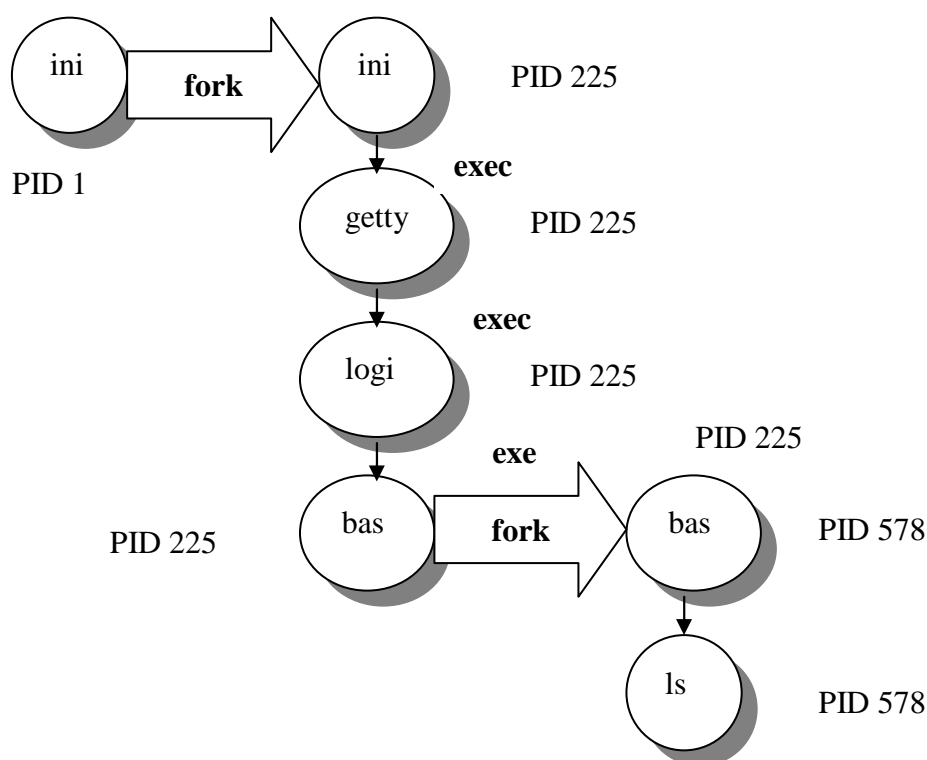 ini
fork
ini
PID 225
PID 1
exec
getty
PID 225
exec
logi
PID 225
PID 225
exe
bas
fork
bas
PID 578
PID 225
ls
PID 578